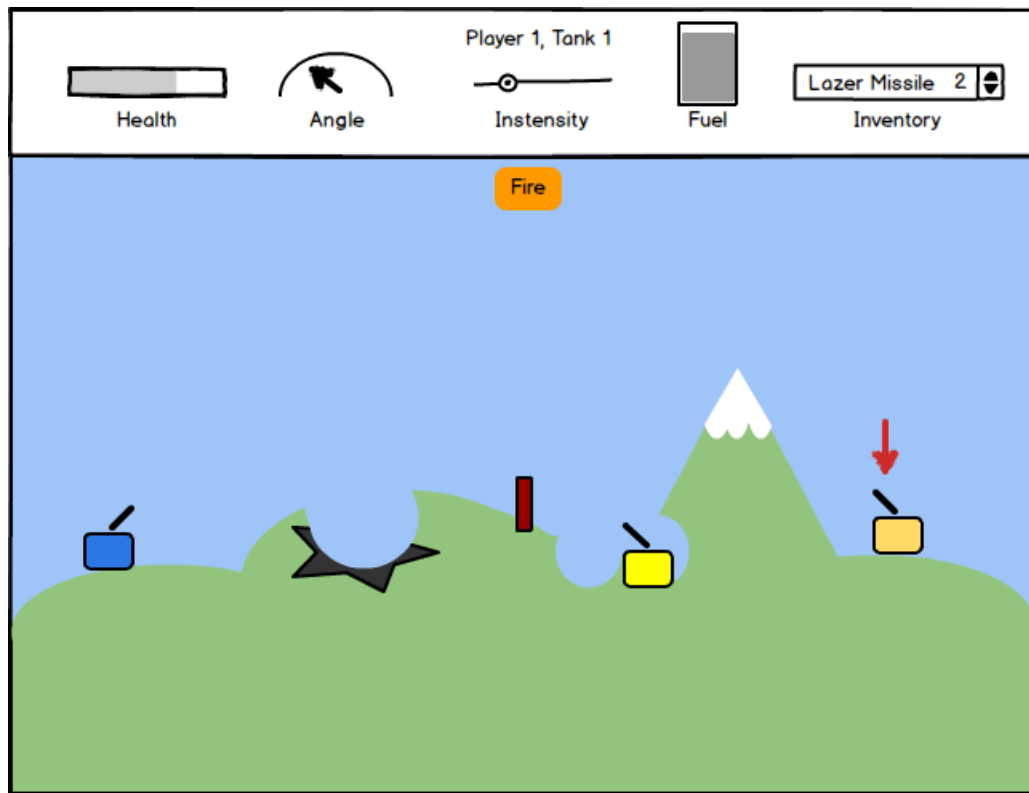 Player 1, Tank 1
Health
Angle
Instensity
Fuel
Lazer Missile 2
Inventory
Fire